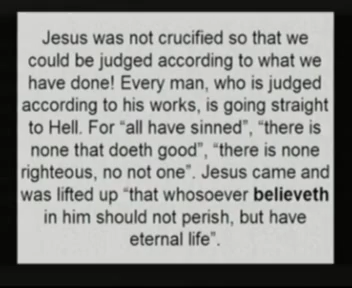 Jesus was not crucified so that we
could be judged according to what we
have done! Every man, who is judged
according to his works, is going straight
to Hell. For “all have sinned”, “there is
none that doeth good”, “there is none
righteous, no not one”. Jesus came and
was lifted up “that whosoever believeth
in him should not perish, but have
eternal life”.